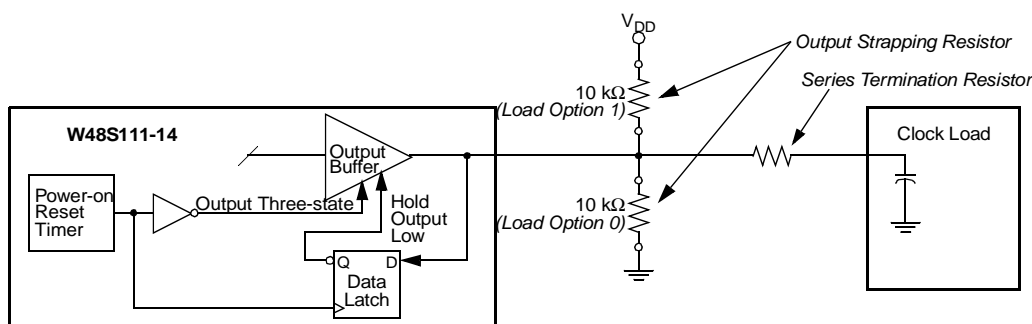 V_DD
Output Strapping Resistor
Series Termination Resistor
10 kΩ
(Load Option 1)
W48S111-14
Clock Load
Output
Buffer
Power-on
Reset
Timer
Output Three-state
Hold
Output
Low
10 kΩ
(Load Option 0)
Q D
Data
Latch